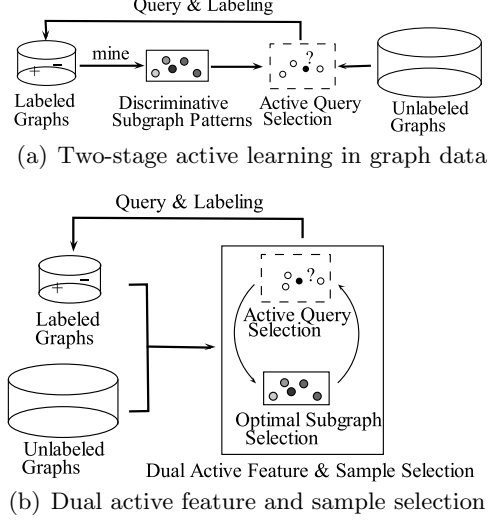 Query & Labeling
mine
?
+ -
Labeled
Graphs
Discriminative
Subgraph Patterns
Active Query
Selection
Unlabeled
Graphs
(a) Two-stage active learning in graph data
Query & Labeling
?
+ -
Labeled
Graphs
Active Query
Selection
Unlabeled
Graphs
Optimal Subgraph
Selection
Dual Active Feature & Sample Selection
(b) Dual active feature and sample selection